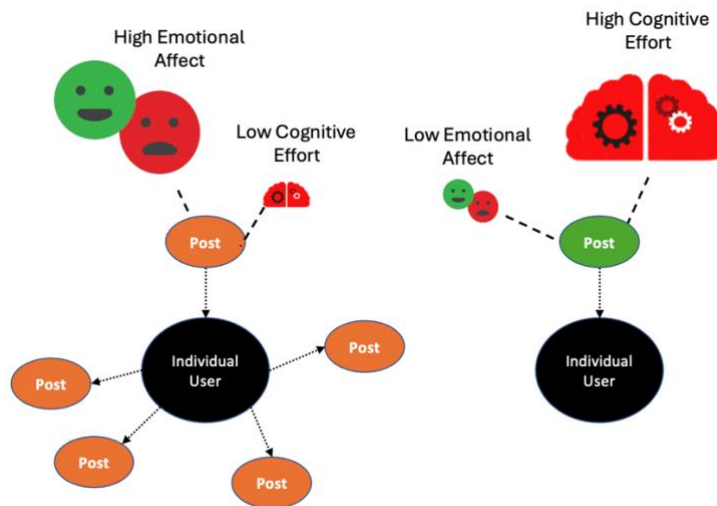 High Emotional
Affect
Low Cognitive
Effort
Post
Individual
User
Post
Post
Post
Post
High Cognitive
Effort
Low Emotional
Affect
Post
Individual
User